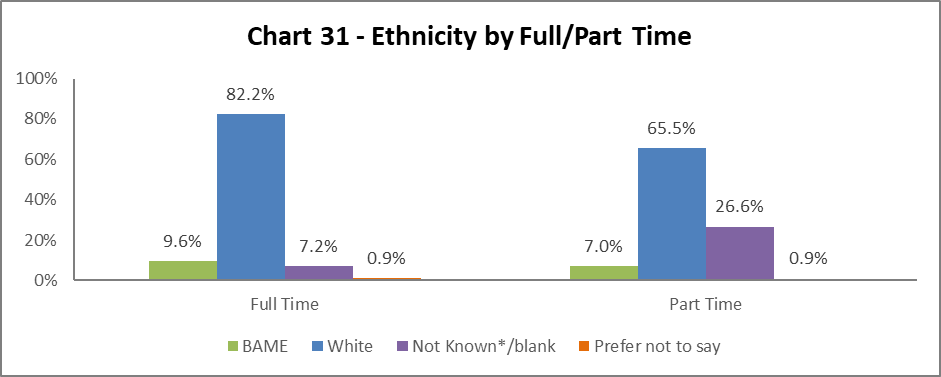 Chart 31 - Ethnicity by Full/Part Time
100%
80%
60%
40%
20%
0%
9.6%
82.2%
7.2%
0.9%
7.0%
65.5%
26.6%
0.9%
Full Time
Part Time
BAME
White
Not Known*/blank
Prefer not to say